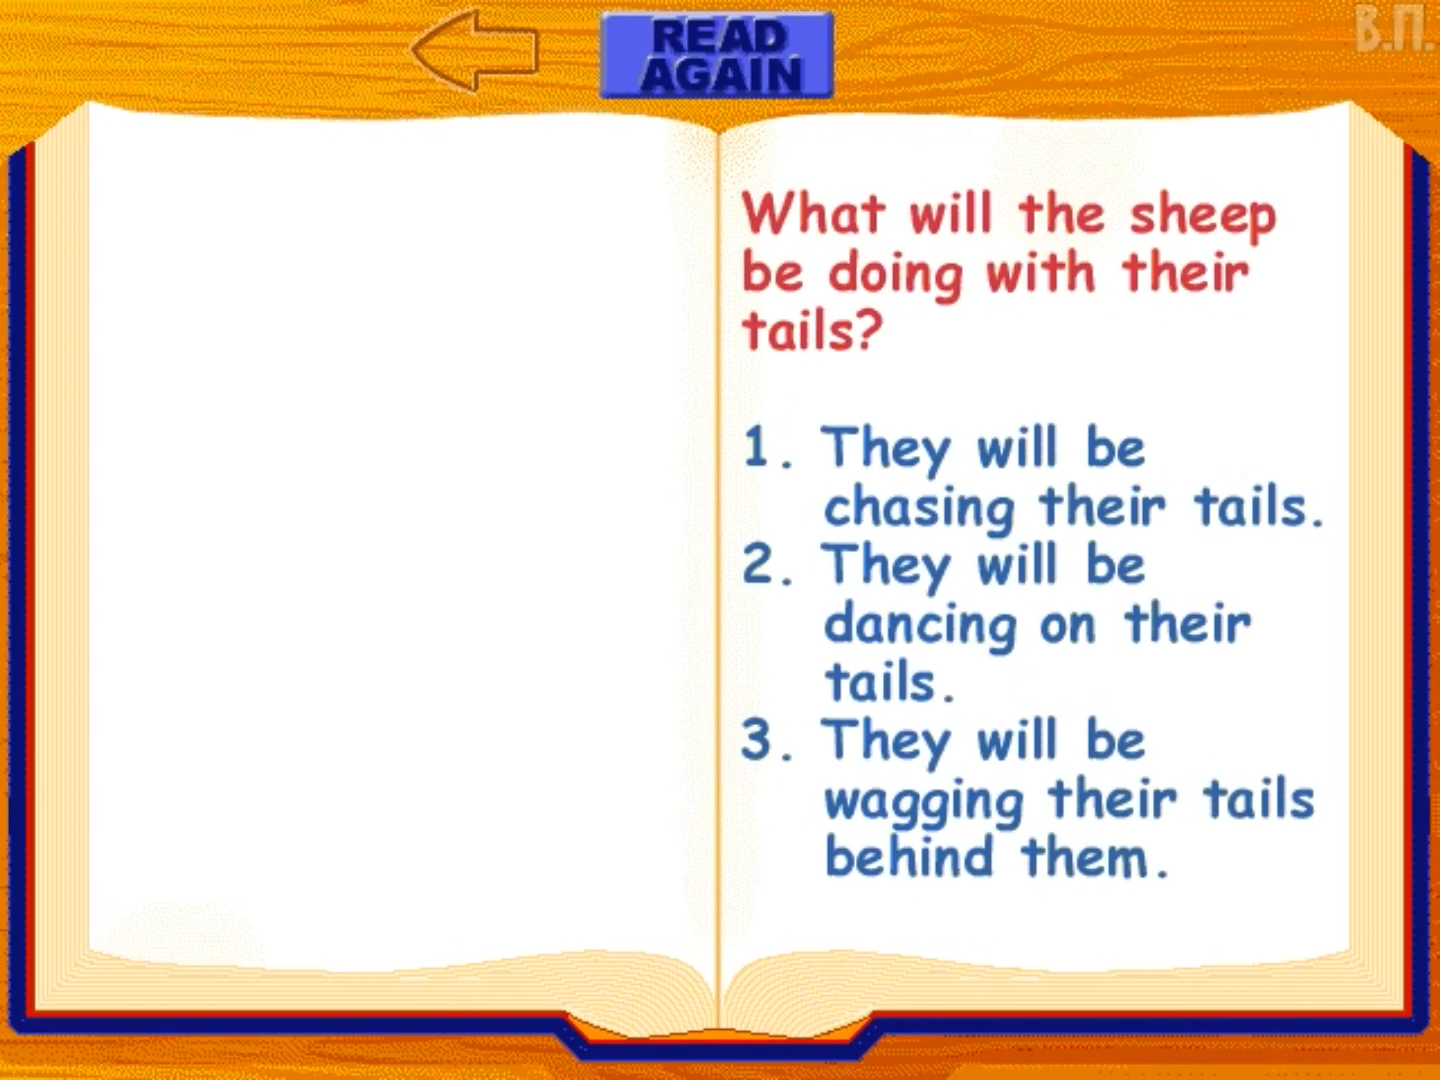 READ
AGAIN
В.П.
What will the sheep
be doing with their
tails?
1. They will be
chasing their tails.
2. They will be
dancing on their
tails.
3. They will be
wagging their tails
behind them.